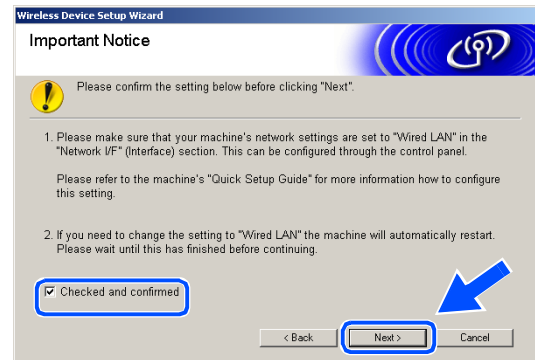 Wireless Device Setup Wizard
Important Notice
Please confirm the setting below before clicking "Next".
1. Please make sure that your machine's network settings are set to "Wired LAN" in the
"Network I/F" (Interface) section. This can be configured through the control panel.
Please refer to the machine's "Quick Setup Guide" for more information how to configure
this setting.
2. If you need to change the setting to "Wired LAN" the machine will automatically restart.
Please wait until this has finished before continuing.
Checked and confirmed
< Back
Next >
Cancel